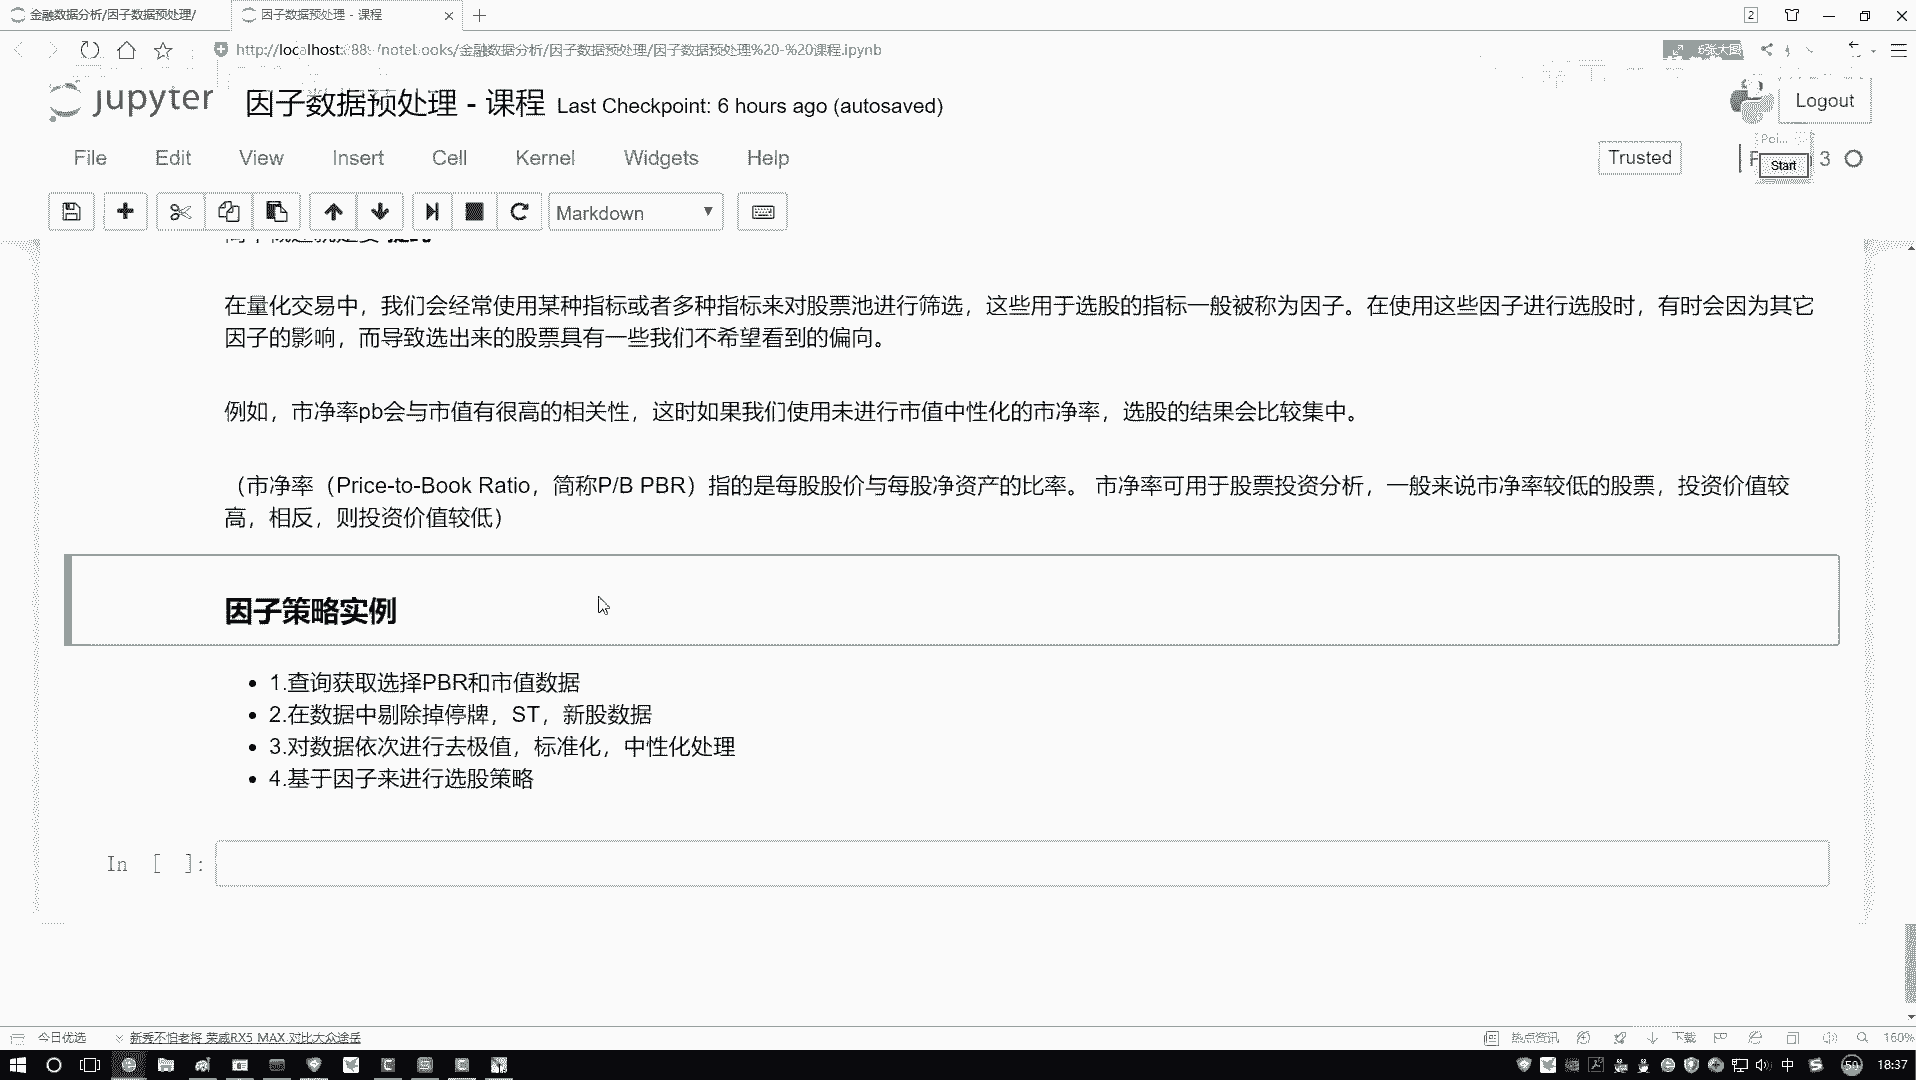 金融数据分析/因子数据预处理/
因子数据预处理 - 课程
2
http://localhost:889/notebooks/金融数据分析/因子数据预处理/因子数据预处理%20-%20课程.ipynb
6张大图
jupyter
因子数据预处理 - 课程 Last Checkpoint: 6 hours ago (autosaved)
Logout
File Edit View Insert Cell Kernel Widgets Help
Trusted
Poi...
Start
3
Markdown
在量化交易中，我们会经常使用某种指标或者多种指标来对股票池进行筛选，这些用于选股的指标一般被称为因子。在使用这些因子进行选股时，有时会因为其它
因子的影响，而导致选出来的股票具有一些我们不希望看到的偏向。
例如，市净率pb会与市值有很高的相关性，这时如果我们使用未进行市值中性化的市净率，选股的结果会比较集中。
（市净率（Price-to-Book Ratio，简称P/B PBR）指的是每股股价与每股净资产的比率。 市净率可用于股票投资分析，一般来说市净率较低的股票，投资价值较
高，相反，则投资价值较低）
因子策略实例
• 1.查询获取选择PBR和市值数据
• 2.在数据中剔除掉停牌，ST，新股数据
• 3.对数据依次进行去极值，标准化，中性化处理
• 4.基于因子来进行选股策略
In [ ]:
今日优选
新秀不怕老将 荣威RX5 MAX 对比大众途岳
热点资讯
下载
160%
中
50
18:37